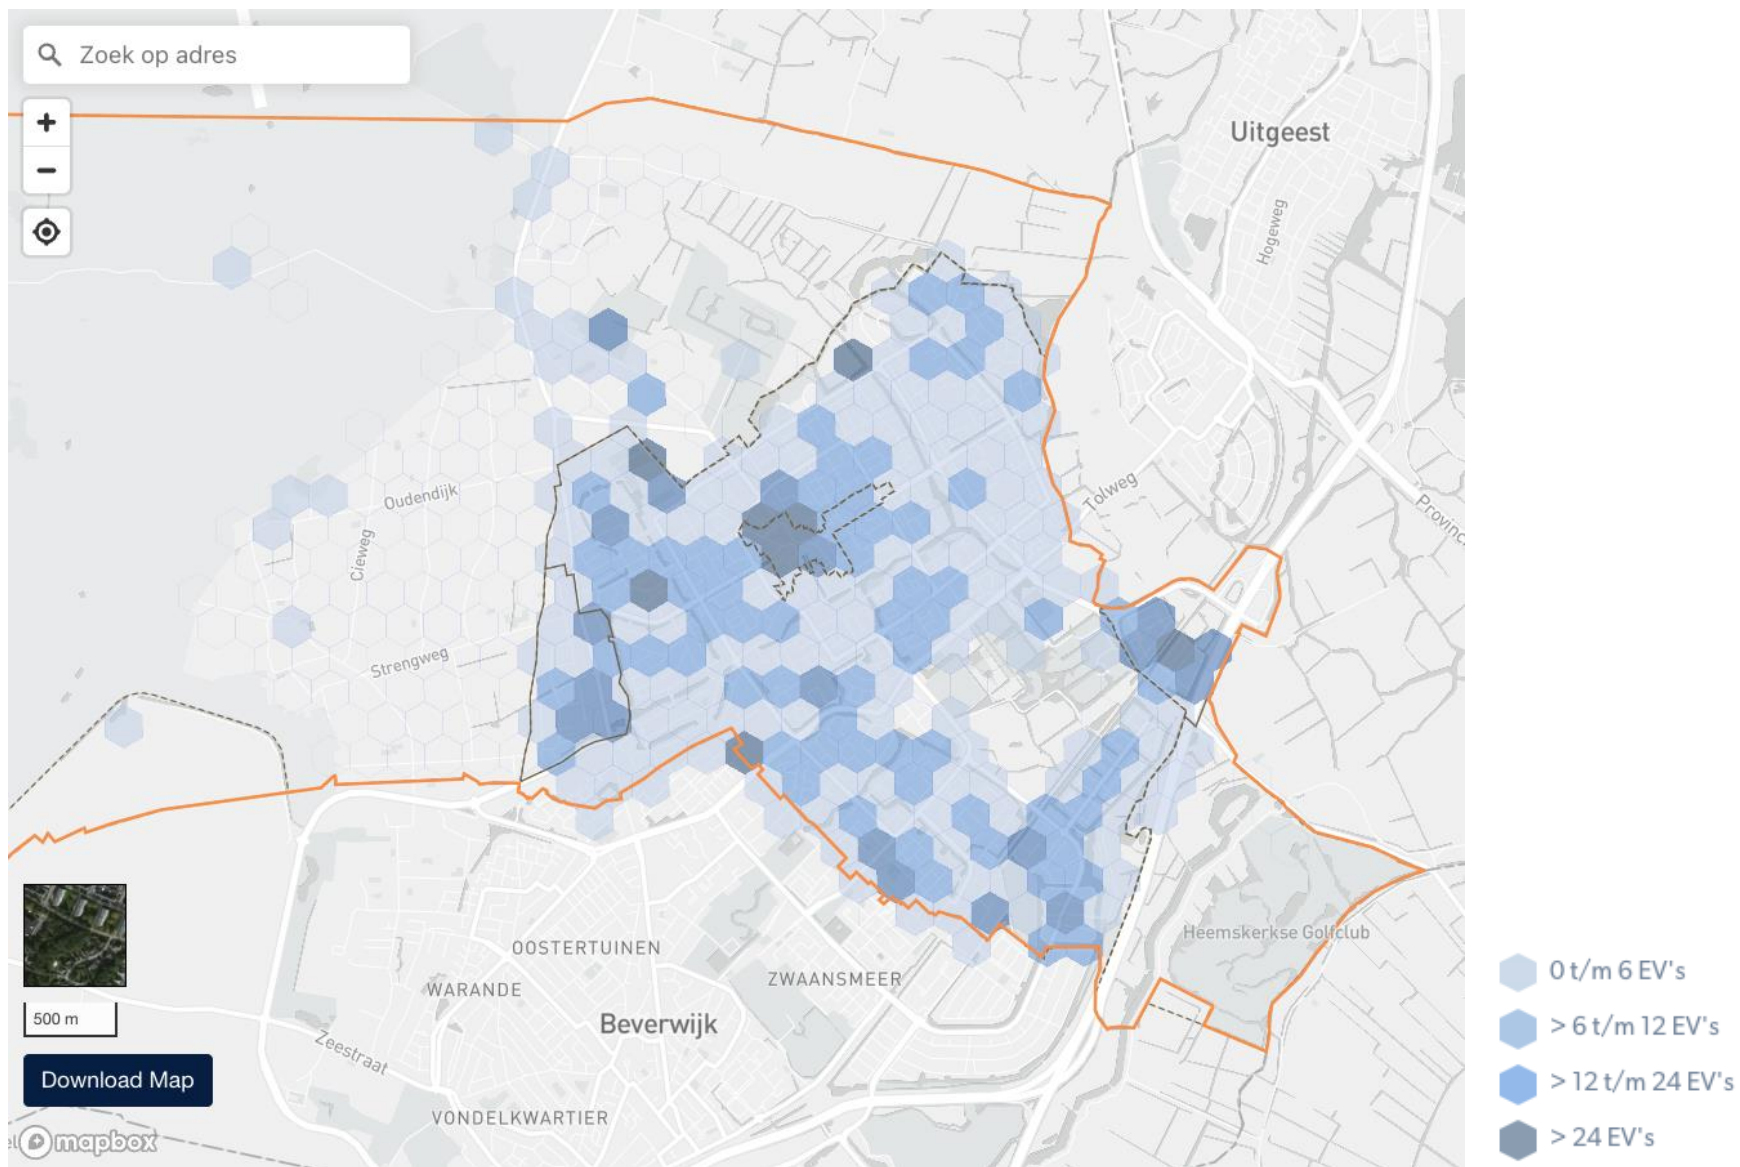 Zoek op adres
+
−
Uitgeest
Hogeweg
Tolweg
Provinc
Oudendijk
Cieweg
Strengweg
Heemskerkse Golfclub
OOSTERTUINEN
ZWAANSMEER
WARANDE
Beverwijk
500 m
Zeestraat
Download Map
VONDELKWARTIER
mapbox
0 t/m 6 EV's
> 6 t/m 12 EV's
> 12 t/m 24 EV's
> 24 EV's